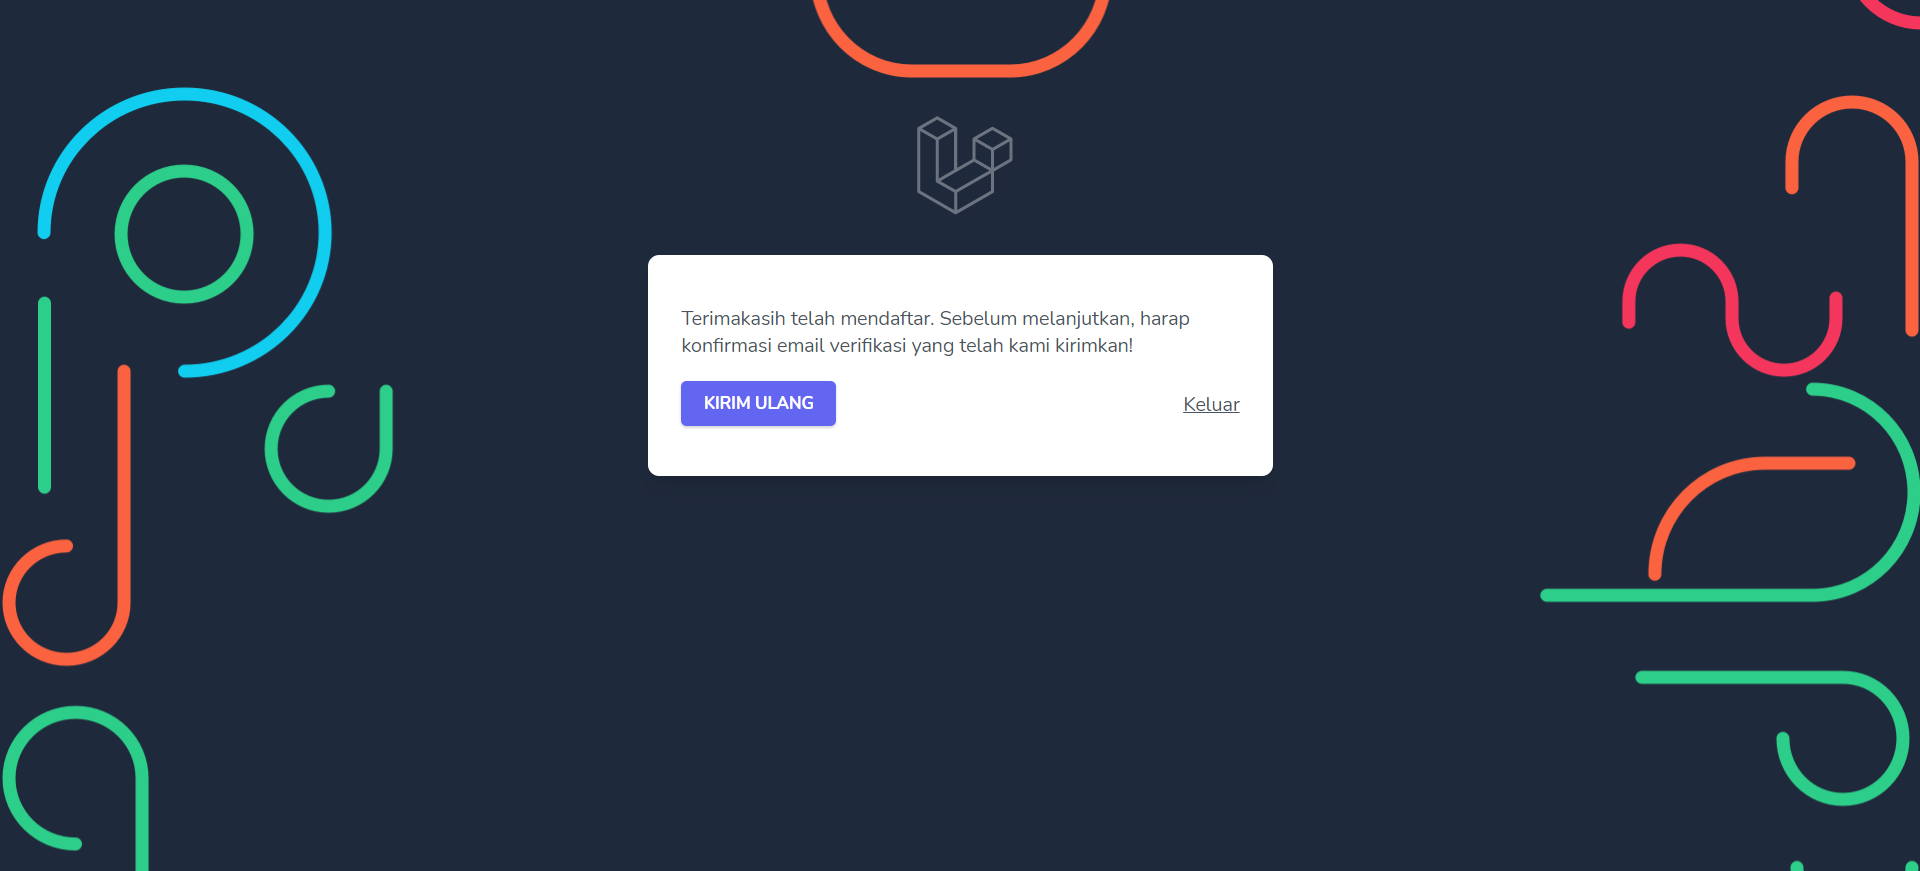 Terimakasih telah mendaftar. Sebelum melanjutkan, harap
konfirmasi email verifikasi yang telah kami kirimkan!
KIRIM ULANG
Keluar